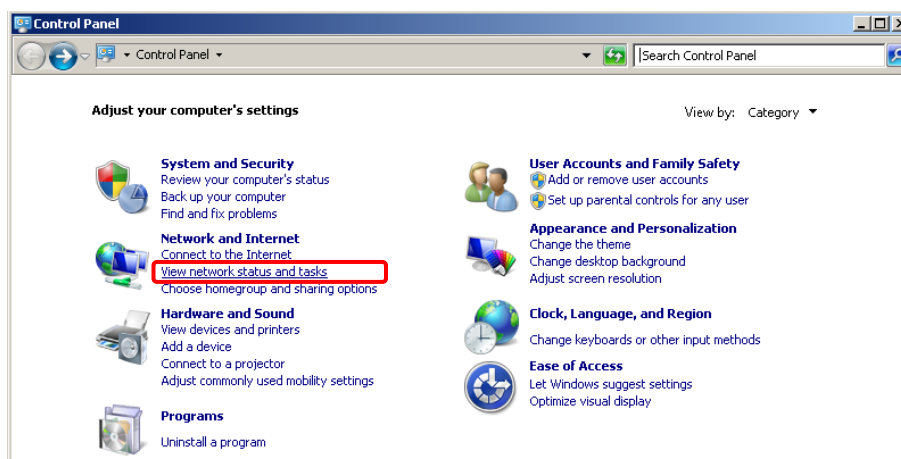 Control Panel
Control Panel
Search Control Panel
Adjust your computer's settings
View by: Category
System and Security
Review your computer's status
Back up your computer
Find and fix problems
Network and Internet
Connect to the Internet
View network status and tasks
Choose homegroup and sharing options
Hardware and Sound
View devices and printers
Add a device
Connect to a projector
Adjust commonly used mobility settings
Programs
Uninstall a program
User Accounts and Family Safety
Add or remove user accounts
Set up parental controls for any user
Appearance and Personalization
Change the theme
Change desktop background
Adjust screen resolution
Clock, Language, and Region
Change keyboards or other input methods
Ease of Access
Let Windows suggest settings
Optimize visual display